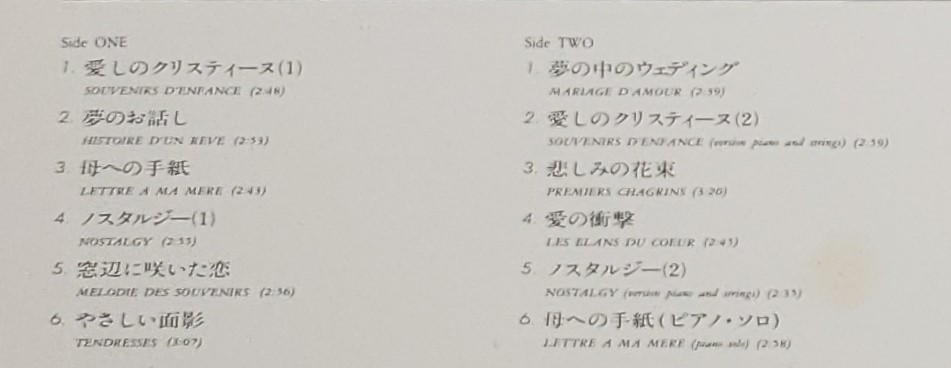 Side ONE
1. 愛しのクリスティーヌ(1)
SOUVENIRS D'ENFANCE (2:48)
2. 夢のお話し
HISTOIRE D'UN REVE (2:53)
3. 母への手紙
LETTRE A MA MERE (2:43)
4. ノスタルジー(1)
NOSTALGY (2:35)
5. 窓辺に咲いた恋
MELODIE DES SOUVENIRS (2:56)
6. やさしい面影
TENDRESSES (3:07)
Side TWO
1. 夢の中のウェディング
MARIAGE D'AMOUR (2:39)
2. 愛しのクリスティーヌ(2)
SOUVENIRS D'ENFANCE (version piano and strings) (2:39)
3. 悲しみの花束
PREMIERS CHAGRINS (3:20)
4. 愛の衝撃
LES ELANS DU COEUR (2:45)
5. ノスタルジー(2)
NOSTALGY (version piano and strings) (2:35)
6. 母への手紙(ピアノ・ソロ)
LETTRE A MA MERE (piano solo) (2:38)